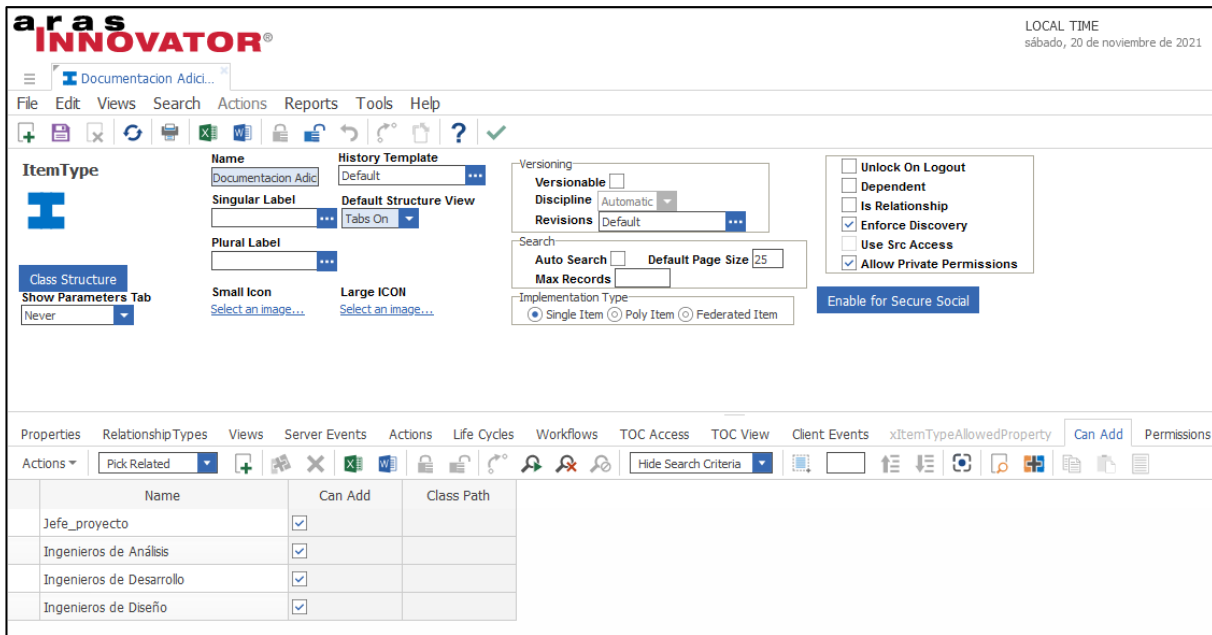 aras
INNOVATOR®
LOCAL TIME
sábado, 20 de noviembre de 2021
Documentacion Adici...
File Edit Views Search Actions Reports Tools Help
ItemType
Name
Documentacion Adic
History Template
Default
Singular Label
Default Structure View
Tabs On
Plural Label
Class Structure
Show Parameters Tab
Never
Small Icon
Select an image...
Large ICON
Select an image...
Versioning
Versionable
Discipline Automatic
Revisions Default
Search
Auto Search Default Page Size 25
Max Records
Implementation Type
Single Item Poly Item Federated Item
Unlock On Logout
Dependent
Is Relationship
Enforce Discovery
Use Src Access
Allow Private Permissions
Enable for Secure Social
Properties RelationshipTypes Views Server Events Actions Life Cycles Workflows TOC Access TOC View Client Events xItemTypeAllowedProperty Can Add Permissions
Actions Pick Related Hide Search Criteria
Name Can Add Class Path
Jefe_proyecto
Ingenieros de Análisis
Ingenieros de Desarrollo
Ingenieros de Diseño